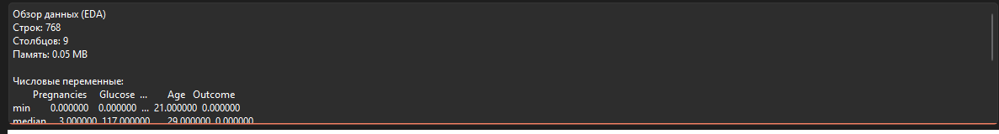 Обзор данных (EDA)
Строк: 768
Столбцов: 9
Память: 0.05 MB
Числовые переменные:
Pregnancies Glucose ... Age Outcome
min 0.000000 0.000000 ... 21.000000 0.000000
median 3.000000 117.000000 29.000000 0.000000